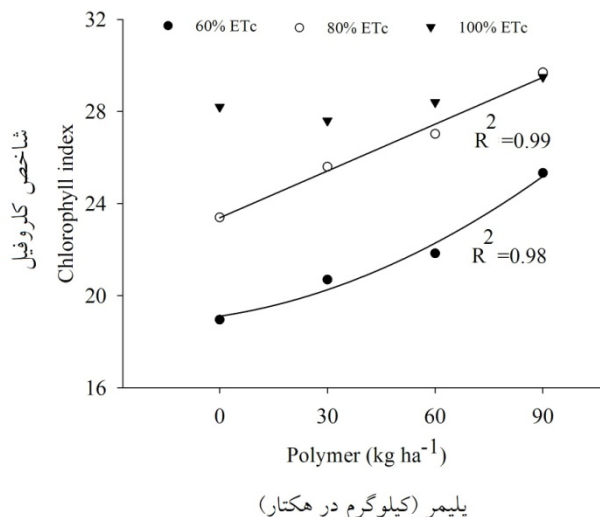 60% ETc 80% ETc 100% ETc
32
28
24
20
16
R²=0.99
R²=0.98
شاخص کلروفیل
Chlorophyll index
0 30 60 90
Polymer (kg ha⁻¹)
پلیمر (کیلوگرم در هکتار)